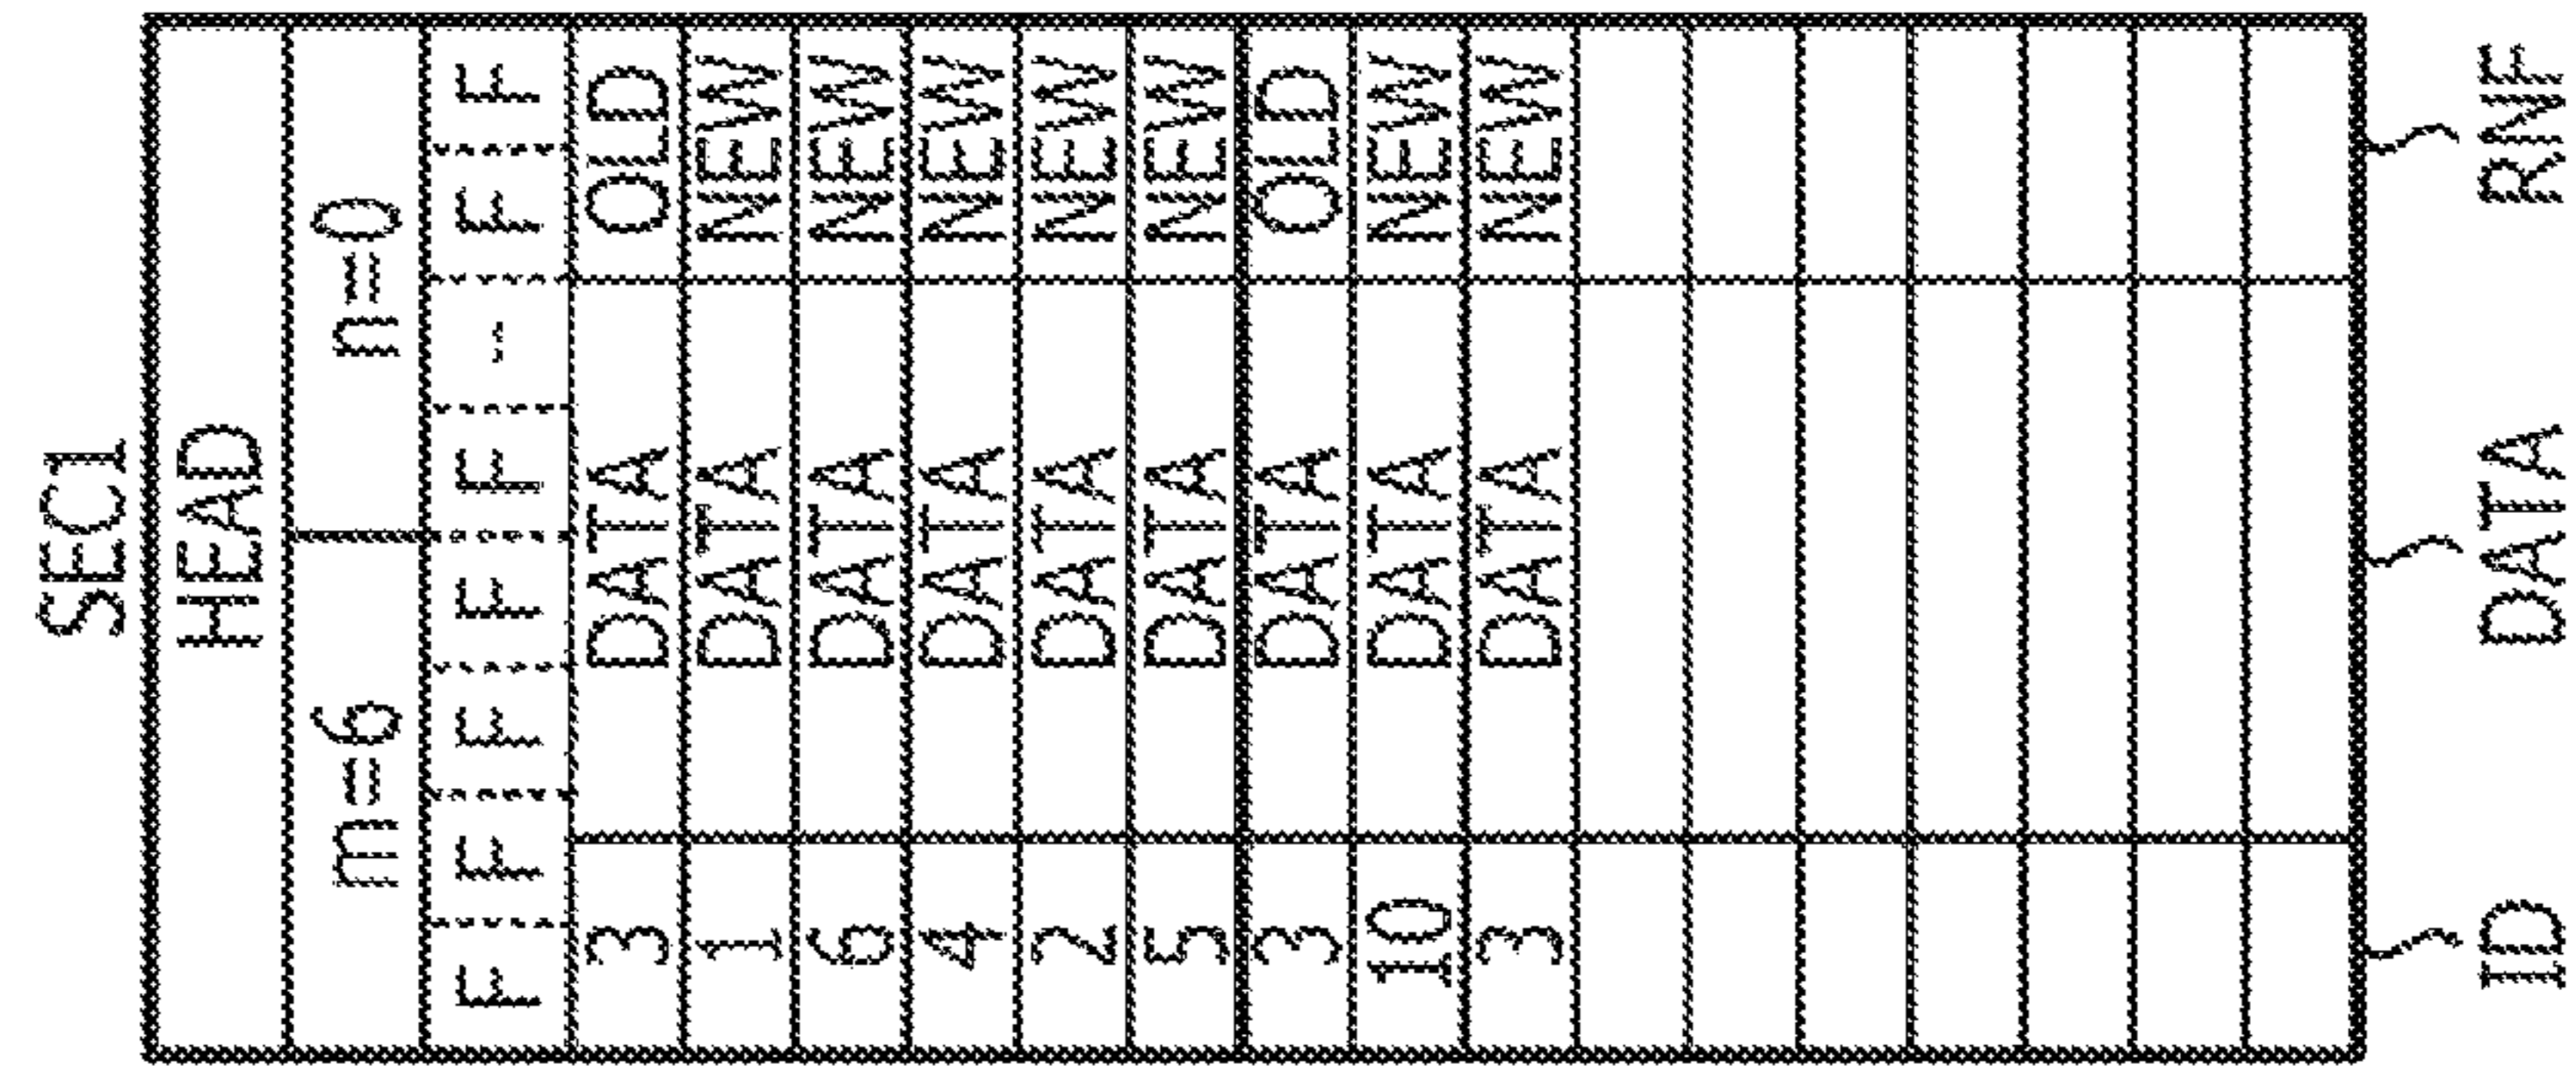 SEC1
HEAD
m=6 n=0
F F F F F -- F F
3 DATA OLD
1 DATA NEW
6 DATA NEW
4 DATA NEW
2 DATA NEW
5 DATA NEW
3 DATA OLD
10 DATA NEW
3 DATA NEW
ID DATA RNF